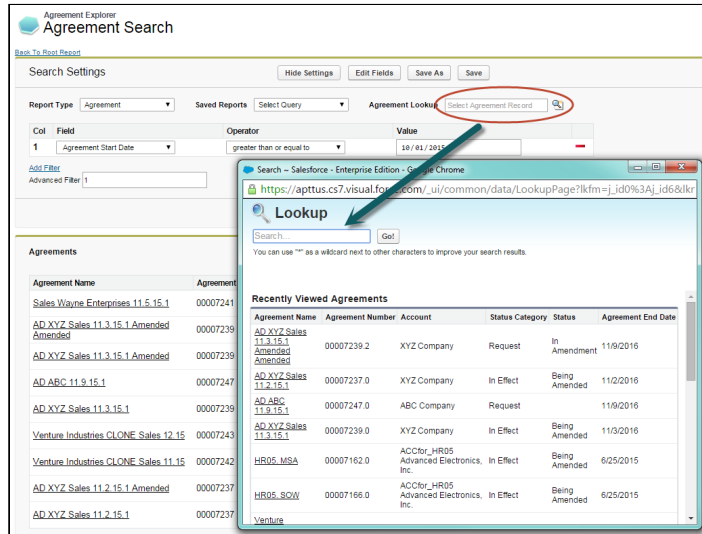 Agreement Explorer
Agreement Search
Back To Root Report
Search Settings
Hide Settings Edit Fields Save As Save
Report Type Agreement Saved Reports Select Query Agreement Lookup Select Agreement Record
Col Field Operator Value
1 Agreement Start Date greater than or equal to 10/01/2015
Add Filter
Advanced Filter 1
Search ~ Salesforce - Enterprise Edition - Google Chrome
https://apttus.cs7.visual.force.com/_ui/common/data/LookupPage?lkfm=j_id0%3Aj_id6&lkr
Lookup
Search... Go!
You can use "*" as a wildcard next to other characters to improve your search results.
Agreements
Agreement Name Agreement
Sales Wayne Enterprises 11.5.15.1 00007241
AD XYZ Sales 11.3.15.1 Amended
Amended 00007239
AD XYZ Sales 11.3.15.1 Amended 00007239
AD ABC 11.9.15.1 00007247
AD XYZ Sales 11.3.15.1 00007239
Venture Industries CLONE Sales 12.15 00007243
Venture Industries CLONE Sales 11.15 00007242
AD XYZ Sales 11.2.15.1 Amended 00007237
AD XYZ Sales 11.2.15.1 00007237
Recently Viewed Agreements
Agreement Name Agreement Number Account Status Category Status Agreement End Date
AD XYZ Sales
11.3.15.1
Amended
Amended 00007239.2 XYZ Company Request In
Amendment 11/9/2016
AD XYZ Sales
11.2.15.1 00007237.0 XYZ Company In Effect Being
Amended 11/2/2016
AD ABC
11.9.15.1 00007247.0 ABC Company Request 11/9/2016
AD XYZ Sales
11.3.15.1 00007239.0 XYZ Company In Effect Being
Amended 11/3/2016
HR05. MSA 00007162.0 ACCfor_HR05
Advanced Electronics,
Inc. In Effect Being
Amended 6/25/2015
HR05. SOW 00007166.0 ACCfor_HR05
Advanced Electronics,
Inc. In Effect Being
Amended 6/25/2015
Venture